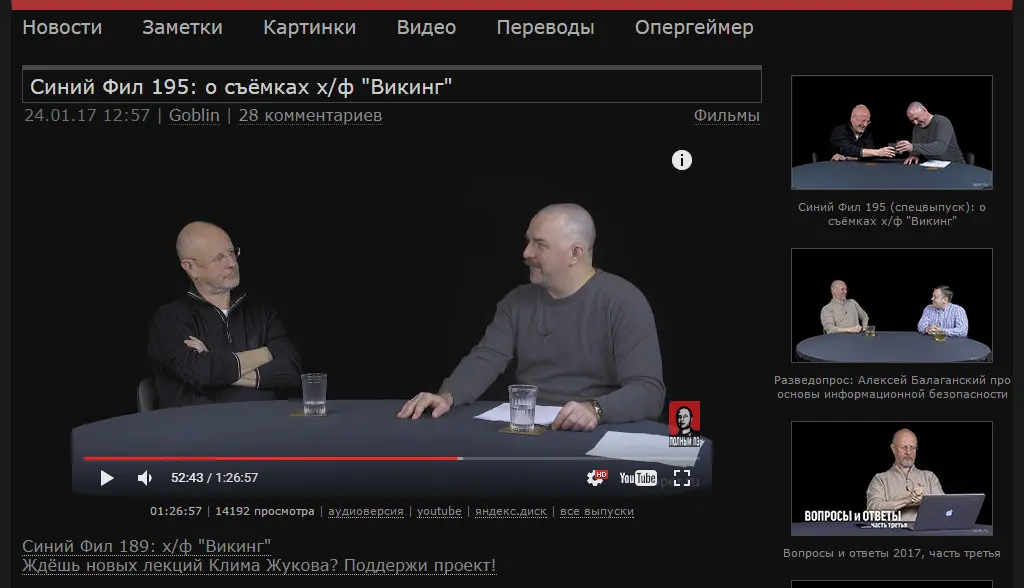 Новости Заметки Картинки Видео Переводы Опергеймер
Синий Фил 195: о съёмках х/ф "Викинг"
24.01.17 12:57 | Goblin | 28 комментариев Фильмы
i
ПОЛНЫЙ ПЭ
52:43 / 1:26:57
HD
YouTube
01:26:57 | 14192 просмотра | аудиоверсия | youtube | яндекс.диск | все выпуски
Синий Фил 189: х/ф "Викинг"
Ждёшь новых лекций Клима Жукова? Поддержи проект!
Синий Фил 195 (спецвыпуск): о
съёмках х/ф "Викинг"
Разведопрос: Алексей Балаганский про
основы информационной безопасности
ВОПРОСЫ и ОТВЕТЫ
...часть третья
Вопросы и ответы 2017, часть третья